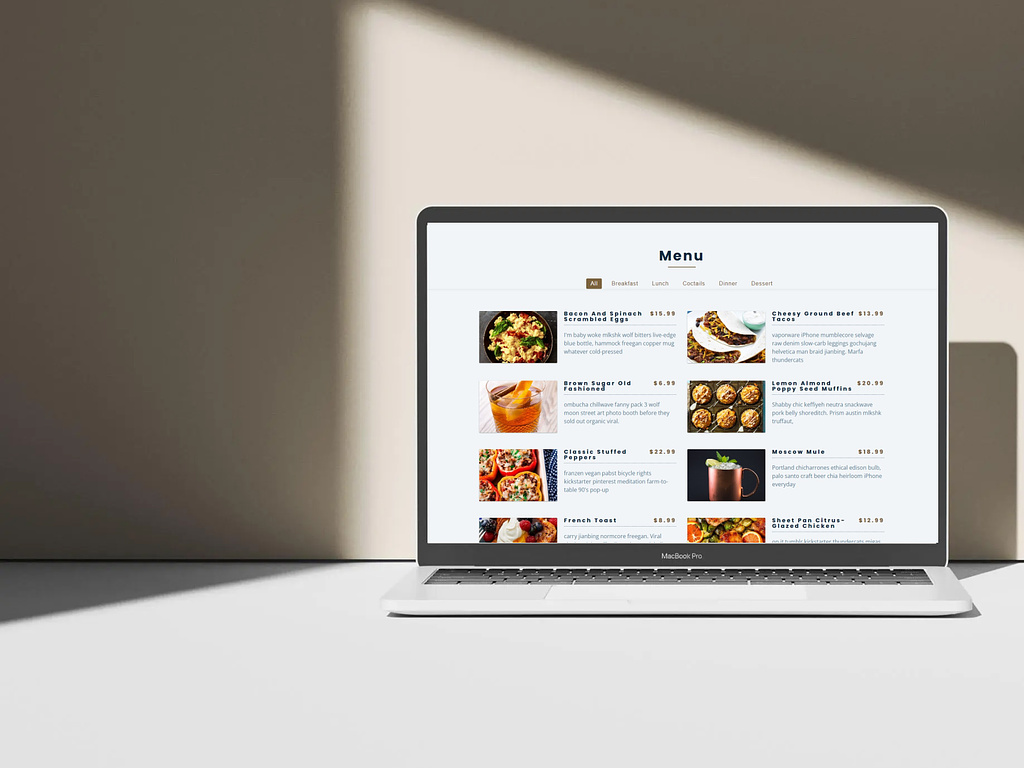 Menu
All Breakfast Lunch Coctails Dinner Dessert
Bacon And Spinach $15.99
Scrambled Eggs
I'm baby woke mlkshk wolf bitters live-edge
blue bottle, hammock freegan copper mug
whatever cold-pressed
Cheesy Ground Beef $13.99
Tacos
vaporware iPhone mumblecore selvage
raw denim slow-carb leggings gochujang
helvetica man braid jianbing. Marfa
thundercats
Brown Sugar Old $6.99
Fashioned
ombucha chillwave fanny pack 3 wolf
moon street art photo booth before they
sold out organic viral.
Lemon Almond $20.99
Poppy Seed Muffins
Shabby chic keffiyeh neutra snackwave
pork belly shoreditch. Prism austin mlkshk
truffaut,
Classic Stuffed $22.99
Peppers
franzen vegan pabst bicycle rights
kickstarter pinterest meditation farm-to-
table 90's pop-up
Moscow Mule $18.99
Portland chicharrones ethical edison bulb,
palo santo craft beer chia heirloom iPhone
everyday
French Toast $8.99
carry jianbing normcore freegan. Viral
Sheet Pan Citrus- $12.99
Glazed Chicken
MacBook Pro